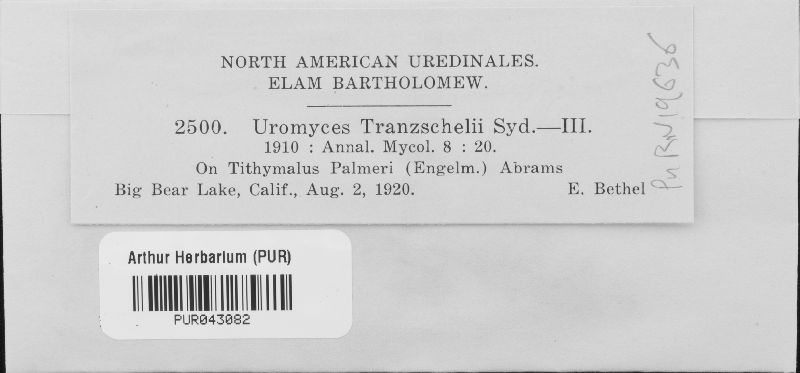 NORTH AMERICAN UREDINALES.
ELAM BARTHOLOMEW.
2500. Uromyces Tranzschelii Syd.—III.
1910 : Annal. Mycol. 8 : 20.
On Tithymalus Palmeri (Engelm.) Abrams
Big Bear Lake, Calif., Aug. 2, 1920. E. Bethel
PURN19636
Arthur Herbarium (PUR)
PUR043082